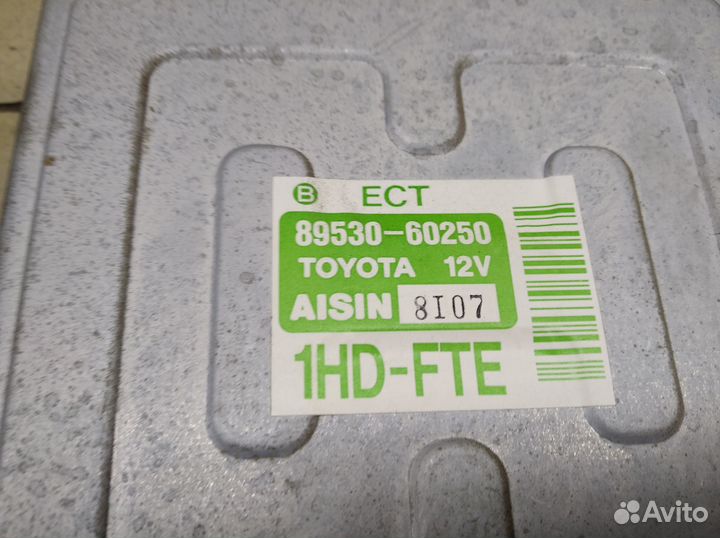 B ECT
89530-60250
TOYOTA 12V
AISIN 8I07
1HD-FTE
Avito